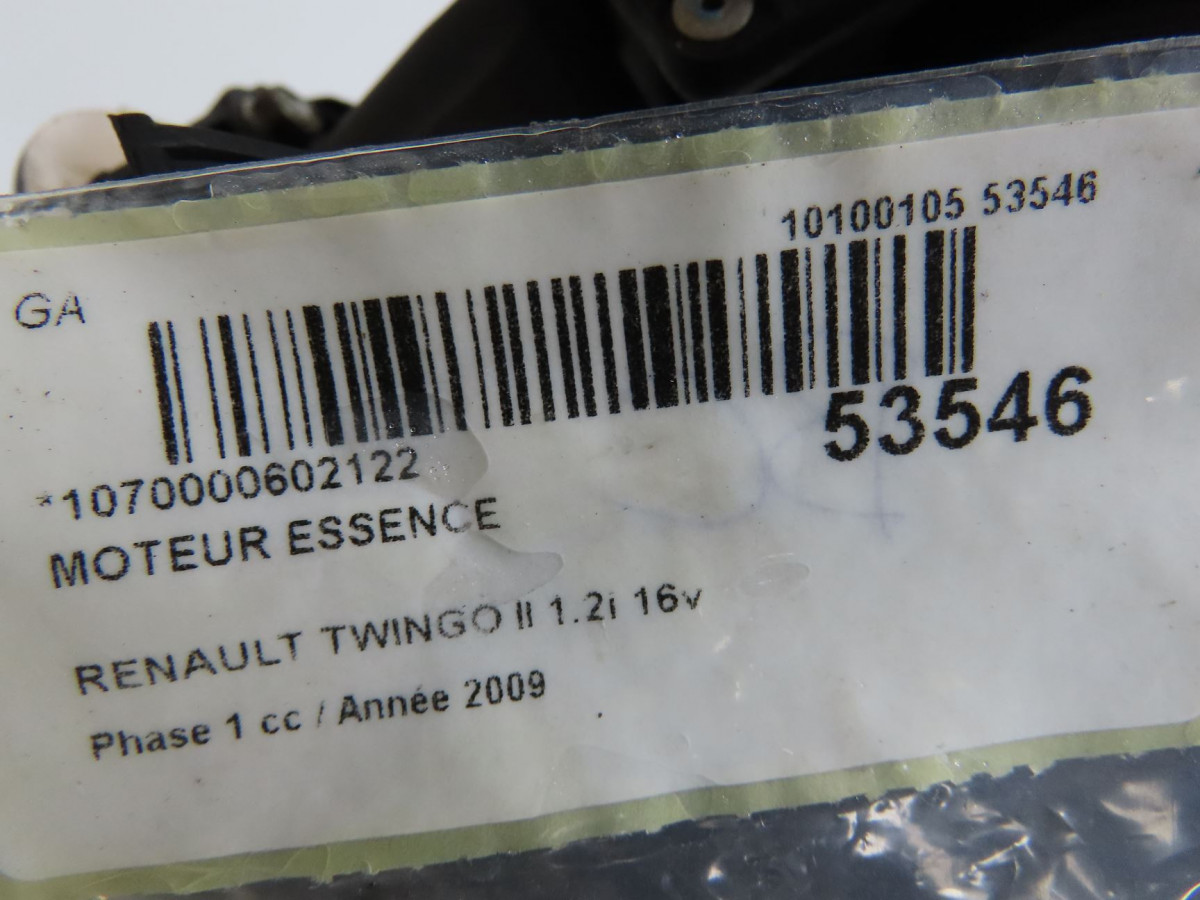 10100105 53546
GA
53546
*1070000602122
MOTEUR ESSENCE
RENAULT TWINGO II 1.2i 16v
Phase 1 cc / Année 2009